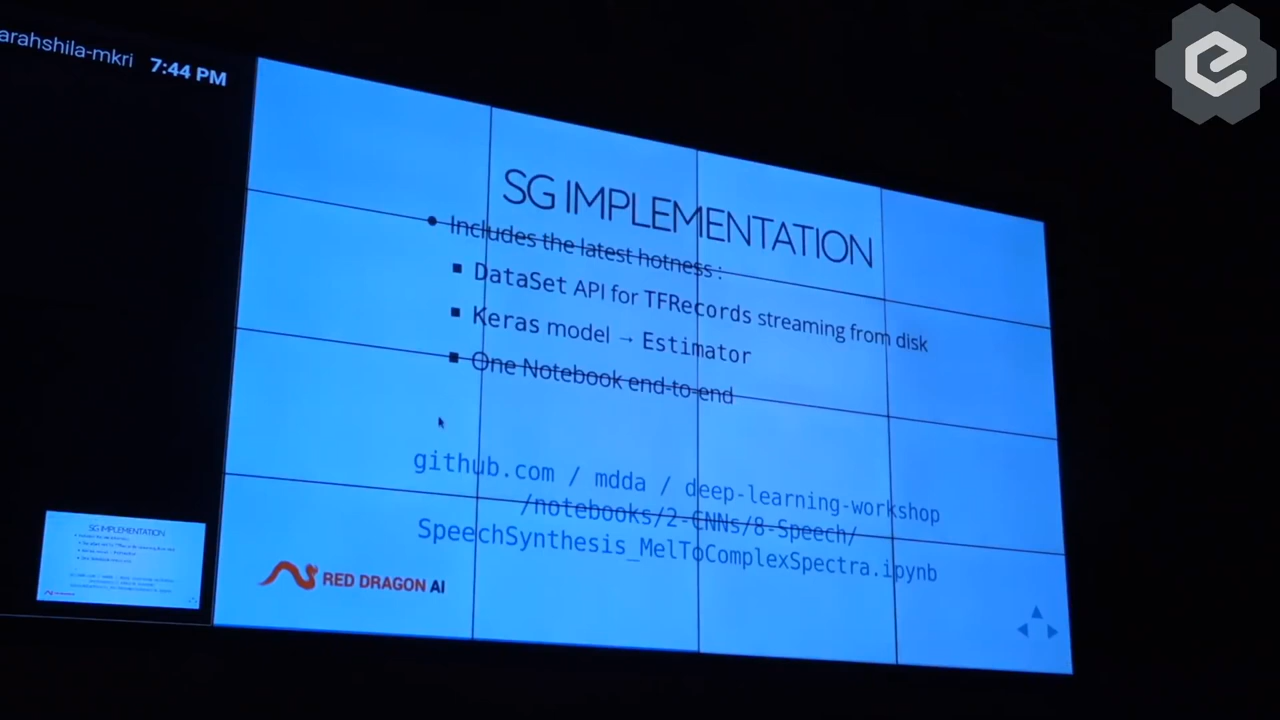 arahshila-mkri 7:44 PM
SG IMPLEMENTATION
Includes the latest hotness :
DataSet API for TFRecords streaming from disk
Keras model → Estimator
One Notebook end-to-end
github.com / mdda / deep-learning-workshop
/notebooks/2-CNNs/8-Speech/
SpeechSynthesis_MelToComplexSpectra.ipynb
RED DRAGON AI
SG IMPLEMENTATION